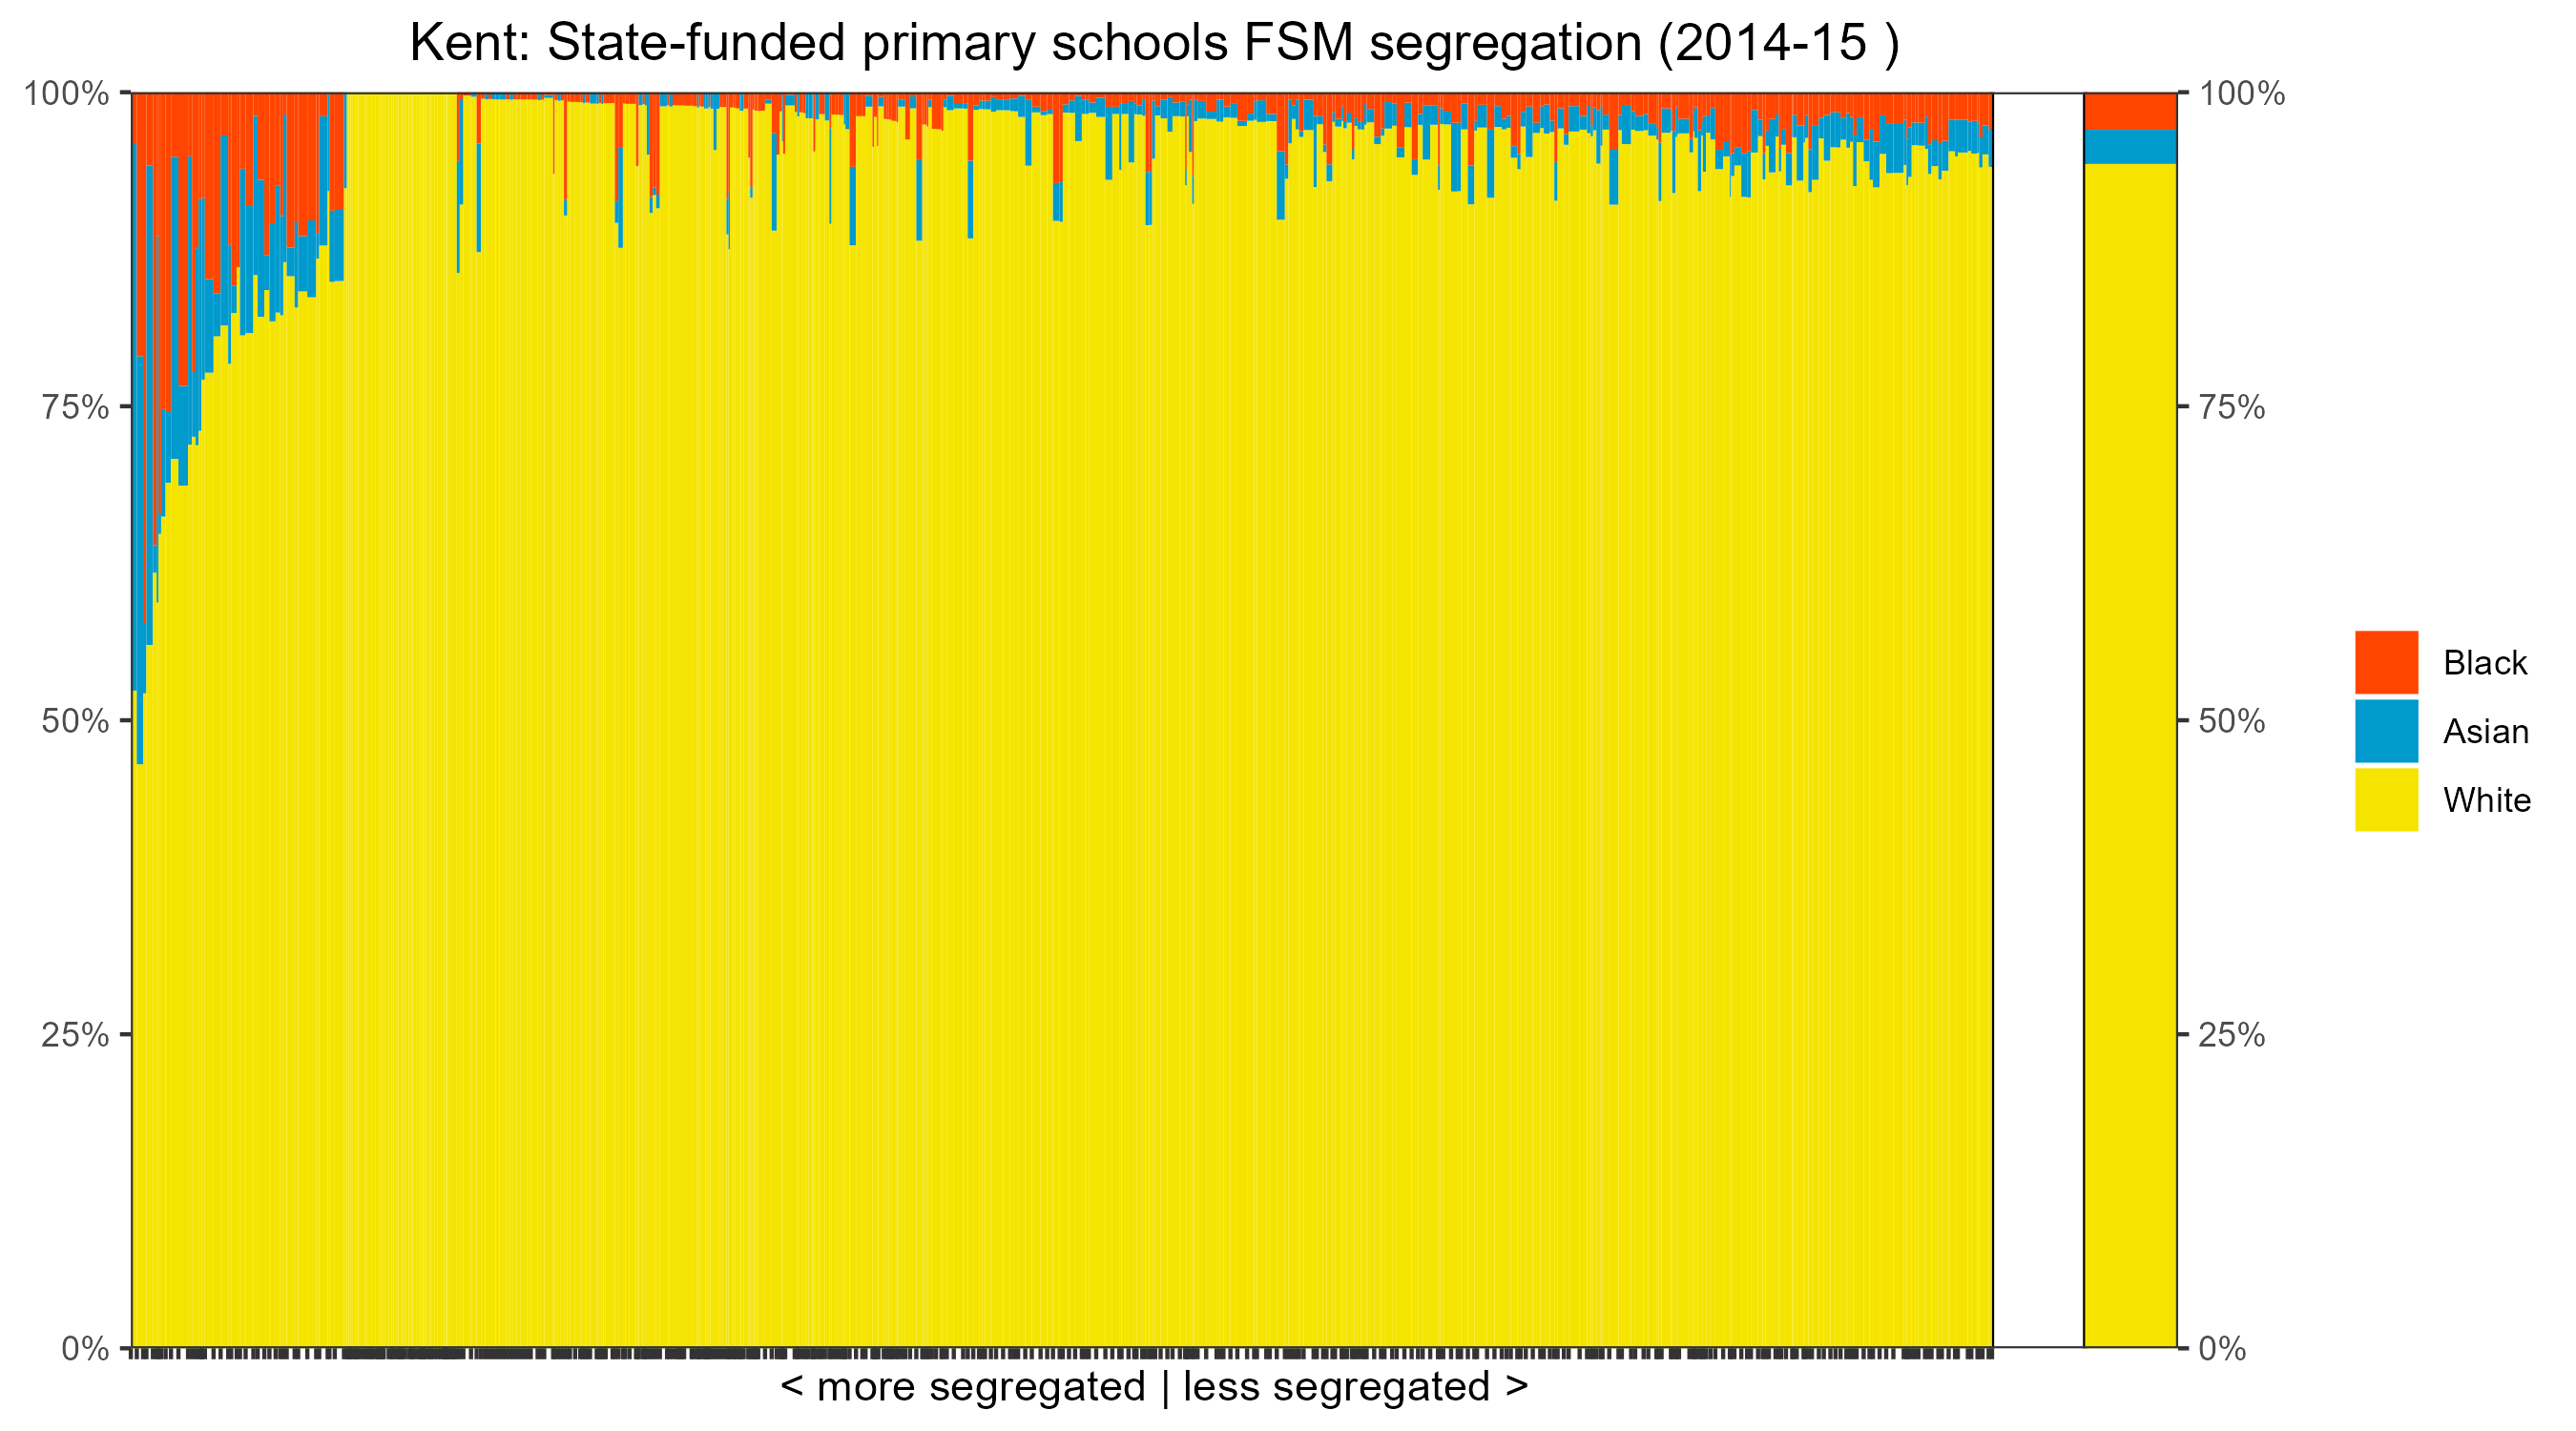 Kent: State-funded primary schools FSM segregation (2014-15 )
100%
75%
50%
25%
0%
100%
75%
50%
25%
0%
Black
Asian
White
< more segregated | less segregated >